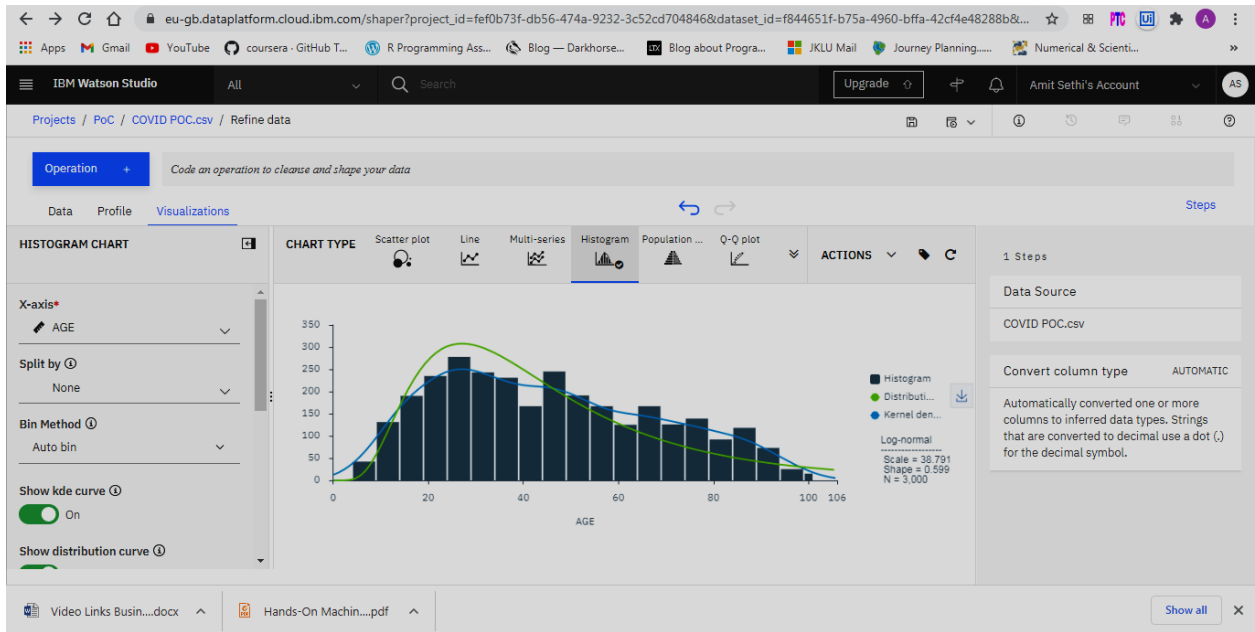 eu-gb.dataplatform.cloud.ibm.com/shaper?project_id=fef0b73f-db56-474a-9232-3c52cd704846&dataset_id=f844651f-b75a-4960-bffa-42cf4e48288b&...
PTC Ui A
Apps Gmail YouTube coursera · GitHub T... R Programming Ass... Blog — Darkhorse... LTX Blog about Progra... JKLU Mail Journey Planning...... Numerical & Scienti... »
IBM Watson Studio All Search Upgrade Amit Sethi's Account AS
Projects / PoC / COVID POC.csv / Refine data
Operation + Code an operation to cleanse and shape your data
Data Profile Visualizations Steps
HISTOGRAM CHART
CHART TYPE Scatter plot Line Multi-series Histogram Population ... Q-Q plot ACTIONS
X-axis*
AGE
Split by
None
Bin Method
Auto bin
Show kde curve
On
Show distribution curve
350
300
250
200
150
100
50
0
0 20 40 60 80 100 106
AGE
Histogram
Distributi...
Kernel den...
Log-normal
Scale = 38.791
Shape = 0.599
N = 3,000
1 Steps
Data Source
COVID POC.csv
Convert column type AUTOMATIC
Automatically converted one or more
columns to inferred data types. Strings
that are converted to decimal use a dot (.)
for the decimal symbol.
Video Links Busin....docx Hands-On Machin....pdf Show all